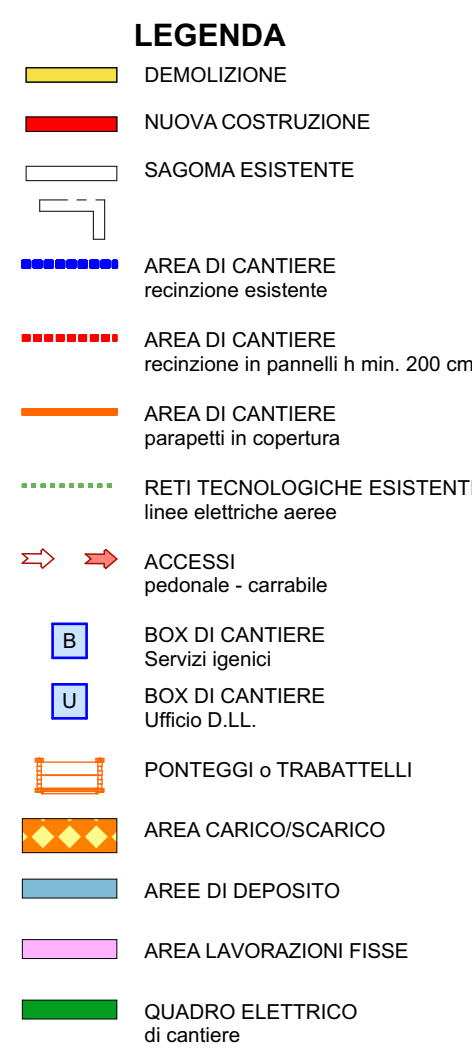 LEGENDA
DEMOLIZIONE
NUOVA COSTRUZIONE
SAGOMA ESISTENTE
AREA DI CANTIERE
recinzione esistente
AREA DI CANTIERE
recinzione in pannelli h min. 200 cm
AREA DI CANTIERE
parapetti in copertura
RETI TECNOLOGICHE ESISTENTI
linee elettriche aeree
ACCESSI
pedonale - carrabile
B
BOX DI CANTIERE
Servizi igenici
U
BOX DI CANTIERE
Ufficio D.LL.
PONTEGGI o TRABATTELLI
AREA CARICO/SCARICO
AREE DI DEPOSITO
AREA LAVORAZIONI FISSE
QUADRO ELETTRICO
di cantiere